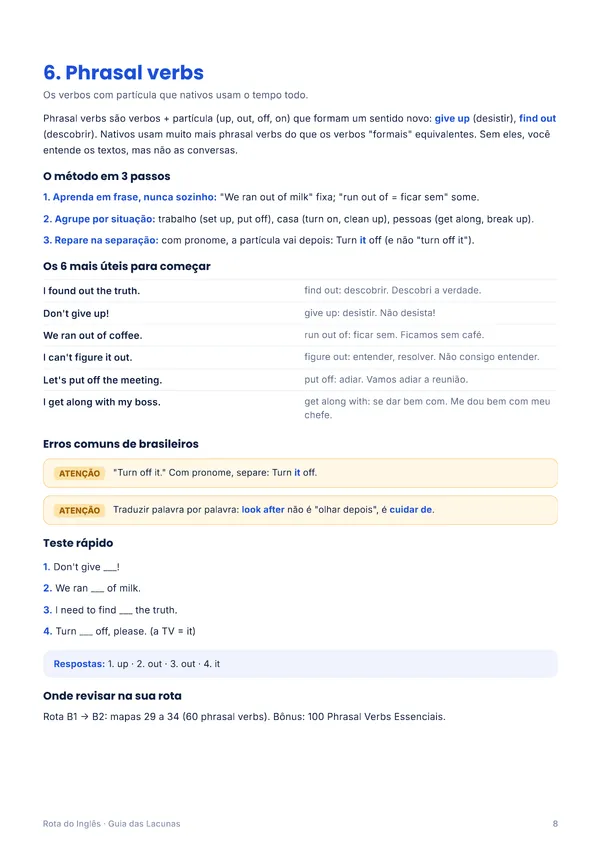 6. Phrasal verbs
Os verbos com partícula que nativos usam o tempo todo.
Phrasal verbs são verbos + partícula (up, out, off, on) que formam um sentido novo: give up (desistir), find out
(descobrir). Nativos usam muito mais phrasal verbs do que os verbos "formais" equivalentes. Sem eles, você
entende os textos, mas não as conversas.
O método em 3 passos
1. Aprenda em frase, nunca sozinho: "We ran out of milk" fixa; "run out of = ficar sem" some.
2. Agrupe por situação: trabalho (set up, put off), casa (turn on, clean up), pessoas (get along, break up).
3. Repare na separação: com pronome, a partícula vai depois: Turn it off (e não "turn off it").
Os 6 mais úteis para começar
I found out the truth. find out: descobrir. Descobri a verdade.
Don't give up! give up: desistir. Não desista!
We ran out of coffee. run out of: ficar sem. Ficamos sem café.
I can't figure it out. figure out: entender, resolver. Não consigo entender.
Let's put off the meeting. put off: adiar. Vamos adiar a reunião.
I get along with my boss. get along with: se dar bem com. Me dou bem com meu
chefe.
Erros comuns de brasileiros
ATENÇÃO "Turn off it." Com pronome, separe: Turn it off.
ATENÇÃO Traduzir palavra por palavra: look after não é "olhar depois", é cuidar de.
Teste rápido
1. Don't give ___!
2. We ran ___ of milk.
3. I need to find ___ the truth.
4. Turn ___ off, please. (a TV = it)
Respostas: 1. up · 2. out · 3. out · 4. it
Onde revisar na sua rota
Rota B1 → B2: mapas 29 a 34 (60 phrasal verbs). Bônus: 100 Phrasal Verbs Essenciais.
Rota do Inglês · Guia das Lacunas 8